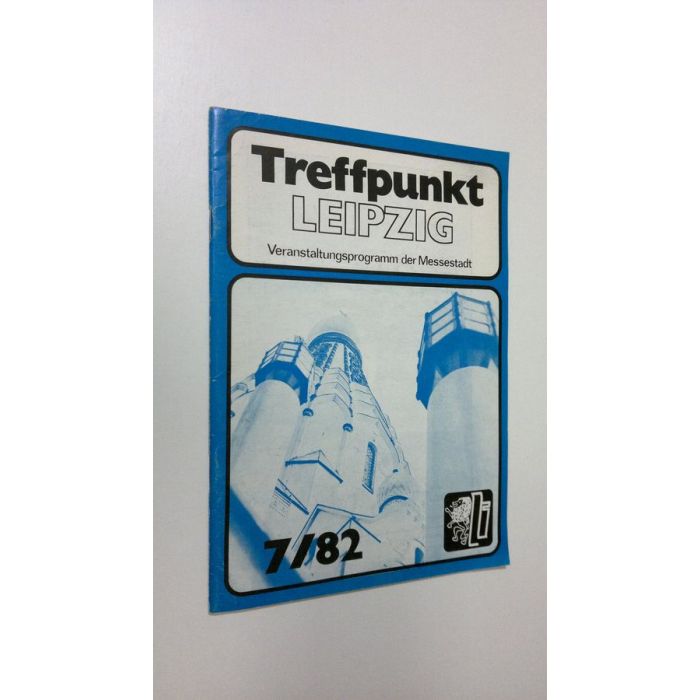 Treffpunkt
LEIPZIG
Veranstaltungsprogramm der Messestadt
7/82